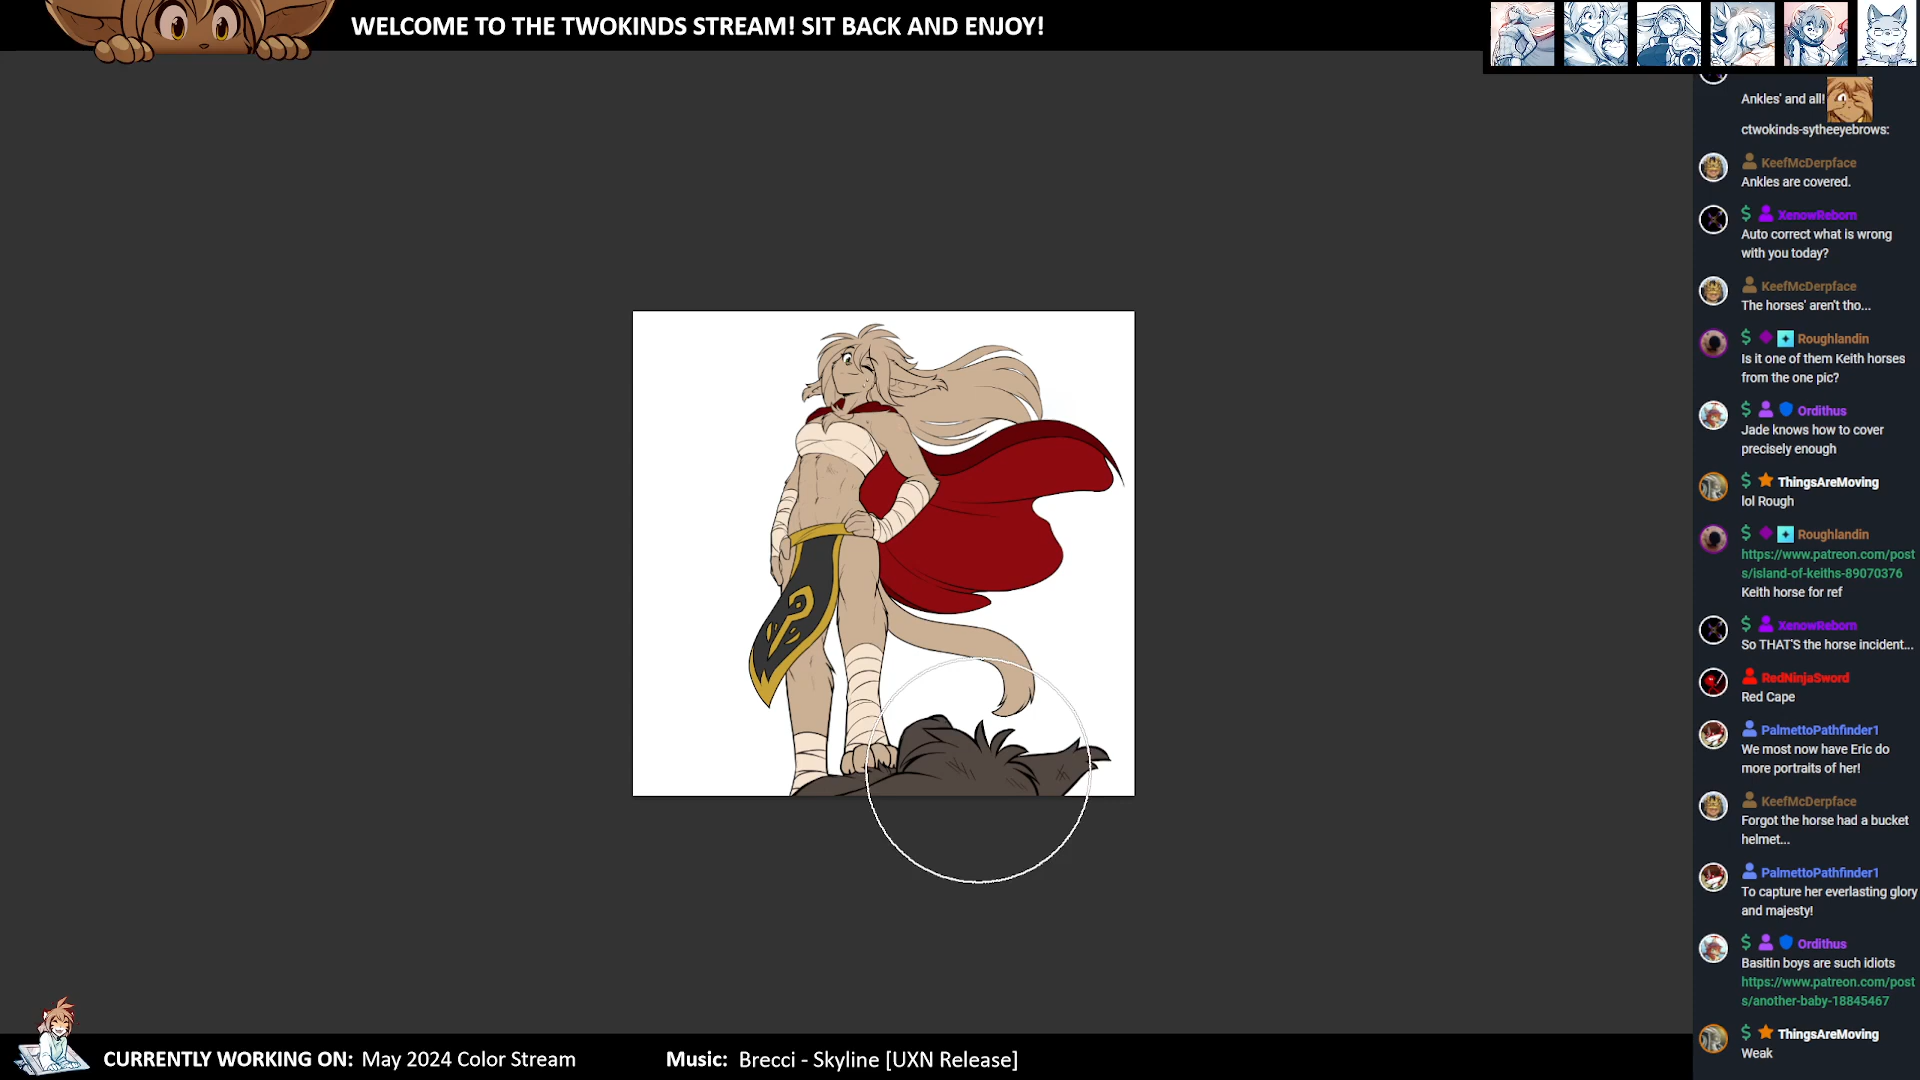 WELCOME TO THE TWOKINDS STREAM! SIT BACK AND ENJOY!
Ankles' and all!
ctwokinds-sytheeyebrows:
KeefMcDerpface
Ankles are covered.
XenowReborn
Auto correct what is wrong
with you today?
KeefMcDerpface
The horses' aren't tho...
Roughlandin
Is it one of them Keith horses
from the one pic?
Ordithus
Jade knows how to cover
precisely enough
ThingsAreMoving
lol Rough
Roughlandin
https://www.patreon.com/post
s/island-of-keiths-89070376
Keith horse for ref
XenowReborn
So THAT'S the horse incident...
RedNinjaSword
Red Cape
PalmettoPathfinder1
We most now have Eric do
more portraits of her!
KeefMcDerpface
Forgot the horse had a bucket
helmet...
PalmettoPathfinder1
To capture her everlasting glory
and majesty!
Ordithus
Basitin boys are such idiots
https://www.patreon.com/post
s/another-baby-18845467
ThingsAreMoving
Weak
CURRENTLY WORKING ON: May 2024 Color Stream
Music: Brecci - Skyline [UXN Release]